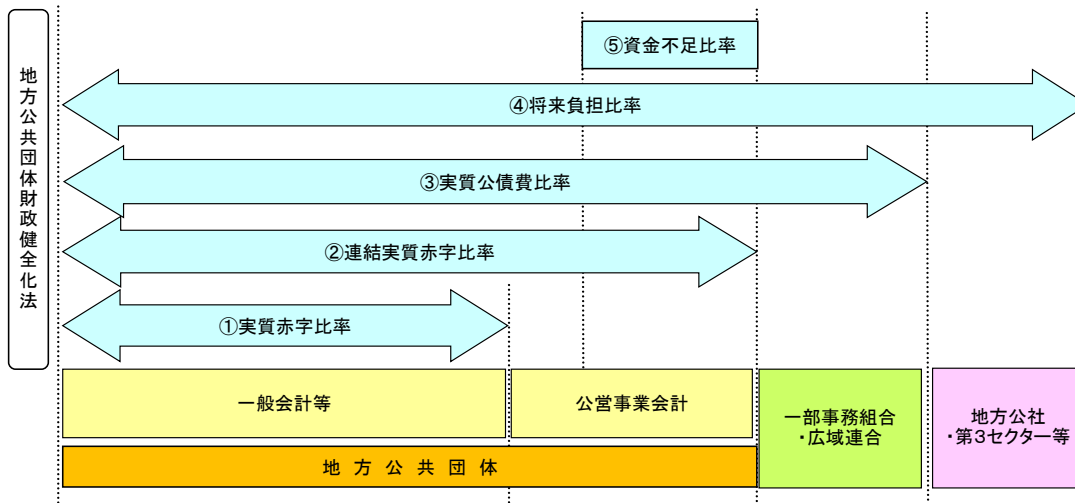 地方公共団体財政健全化法
⑤資金不足比率
④将来負担比率
③実質公債費比率
②連結実質赤字比率
①実質赤字比率
一般会計等
公営事業会計
一部事務組合
・広域連合
地方公社
・第3セクター等
地方公共団体